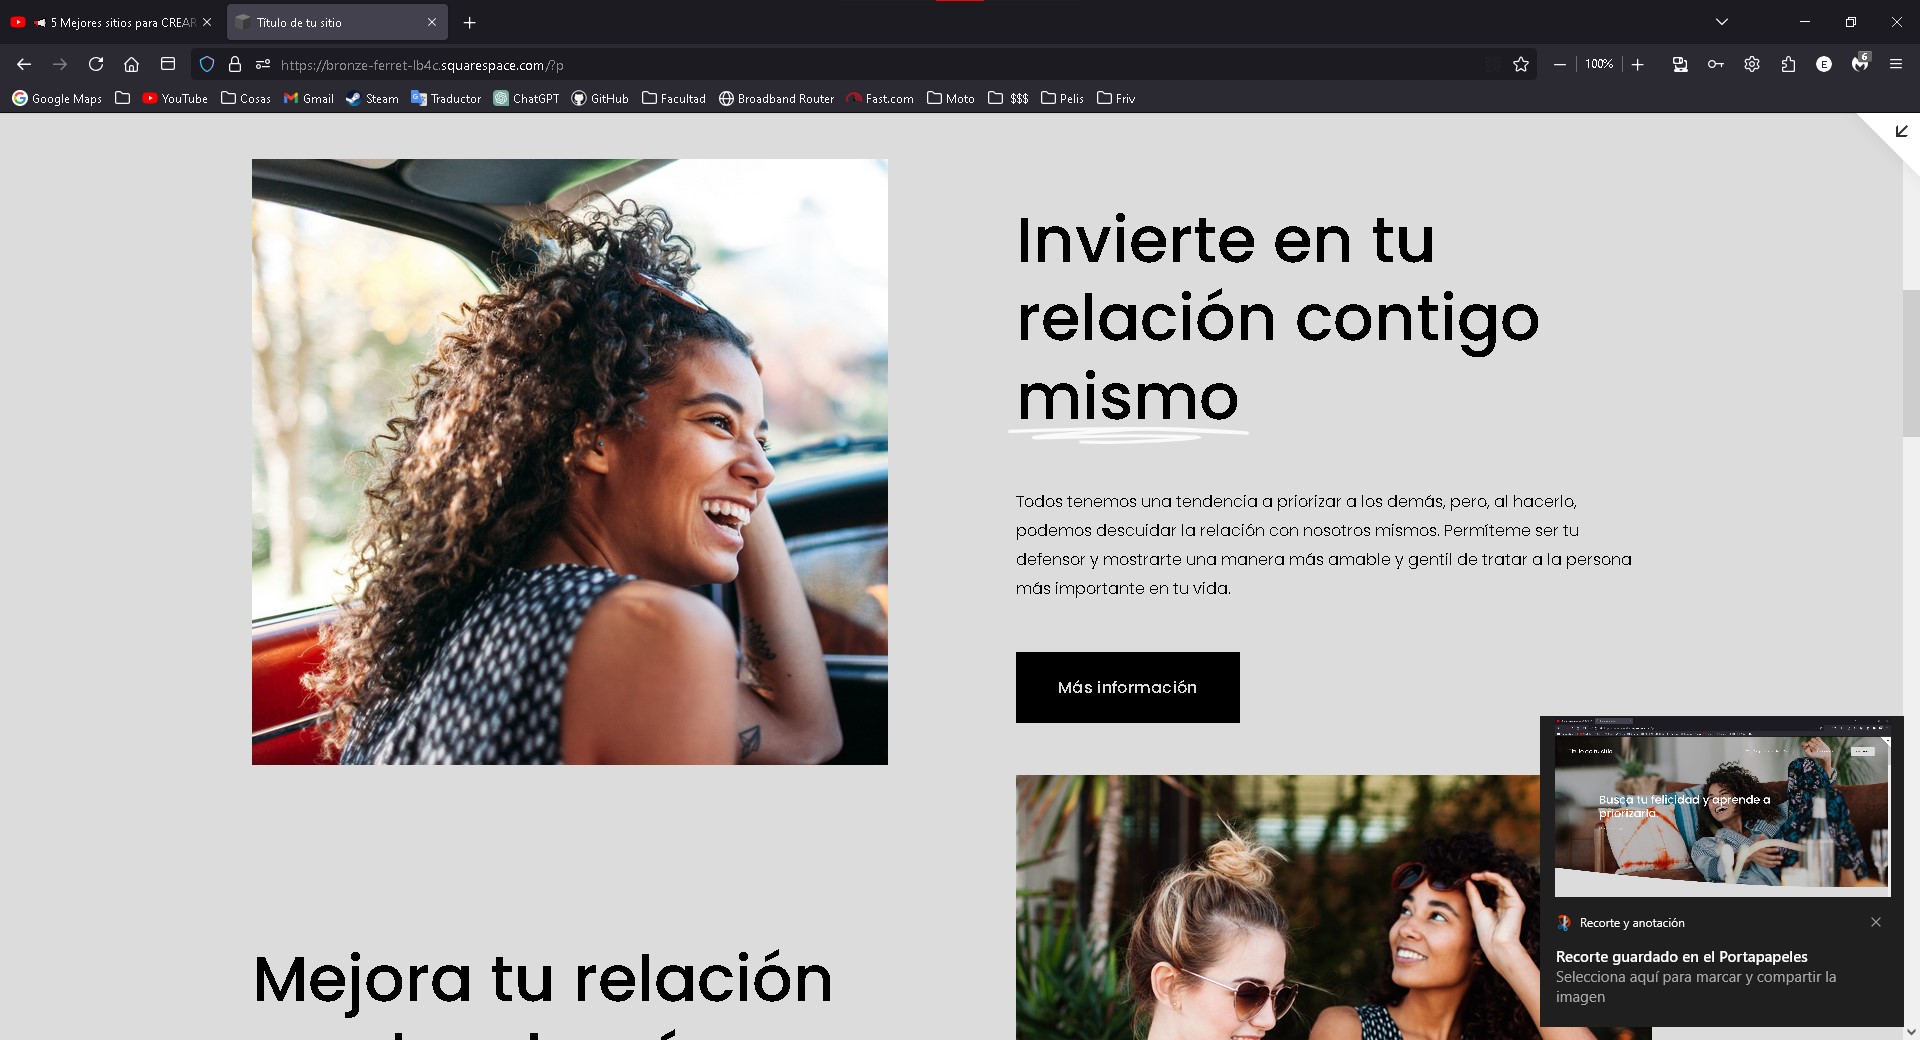 5 Mejores sitios para CREAR
Título de tu sitio
https://bronze-ferret-lb4c.squarespace.com/?p
100%
E
6
Google Maps
YouTube
Cosas
Gmail
Steam
Traductor
ChatGPT
GitHub
Facultad
Broadband Router
Fast.com
Moto
$$$
Pelis
Friv
Invierte en tu
relación contigo
mismo
Todos tenemos una tendencia a priorizar a los demás, pero, al hacerlo,
podemos descuidar la relación con nosotros mismos. Permíteme ser tu
defensor y mostrarte una manera más amable y gentil de tratar a la persona
más importante en tu vida.
Más información
Mejora tu relación
Busca tu felicidad y aprende a
priorizarla.
Recorte y anotación
Recorte guardado en el Portapapeles
Selecciona aquí para marcar y compartir la
imagen